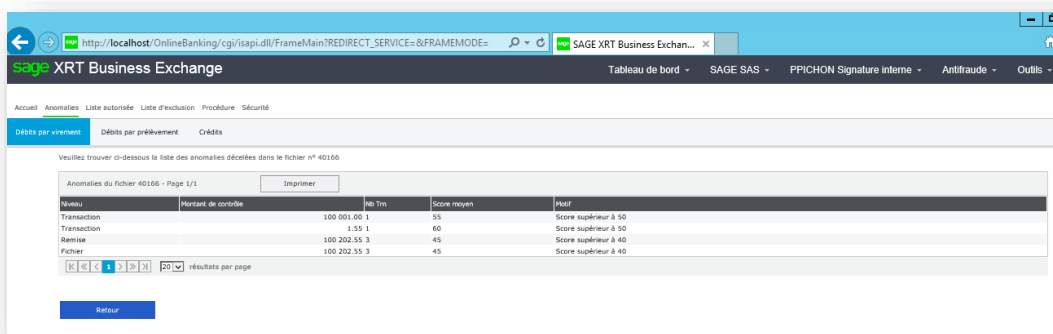 http://localhost/OnlineBanking/cgi/isapi.dll/FrameMain?REDIRECT_SERVICE=&FRAMEMODE= SAGE XRT Business Exchan...
sage XRT Business Exchange Tableau de bord SAGE SAS PPICHON Signature interne Antifraude Outils
Accueil Anomalies Liste autorisée Liste d'exclusion Procédure Sécurité
Débits par virement Débits par prélèvement Crédits
Veuillez trouver ci-dessous la liste des anomalies décelées dans le fichier n° 40166
Anomalies du fichier 40166 - Page 1/1 Imprimer
Niveau Montant de contrôle Nb Trn Score moyen Motif
Transaction 100 001.00 1 55 Score supérieur à 50
Transaction 1.55 1 60 Score supérieur à 50
Remise 100 202.55 3 45 Score supérieur à 40
Fichier 100 202.55 3 45 Score supérieur à 40
1 20 résultats par page
Retour